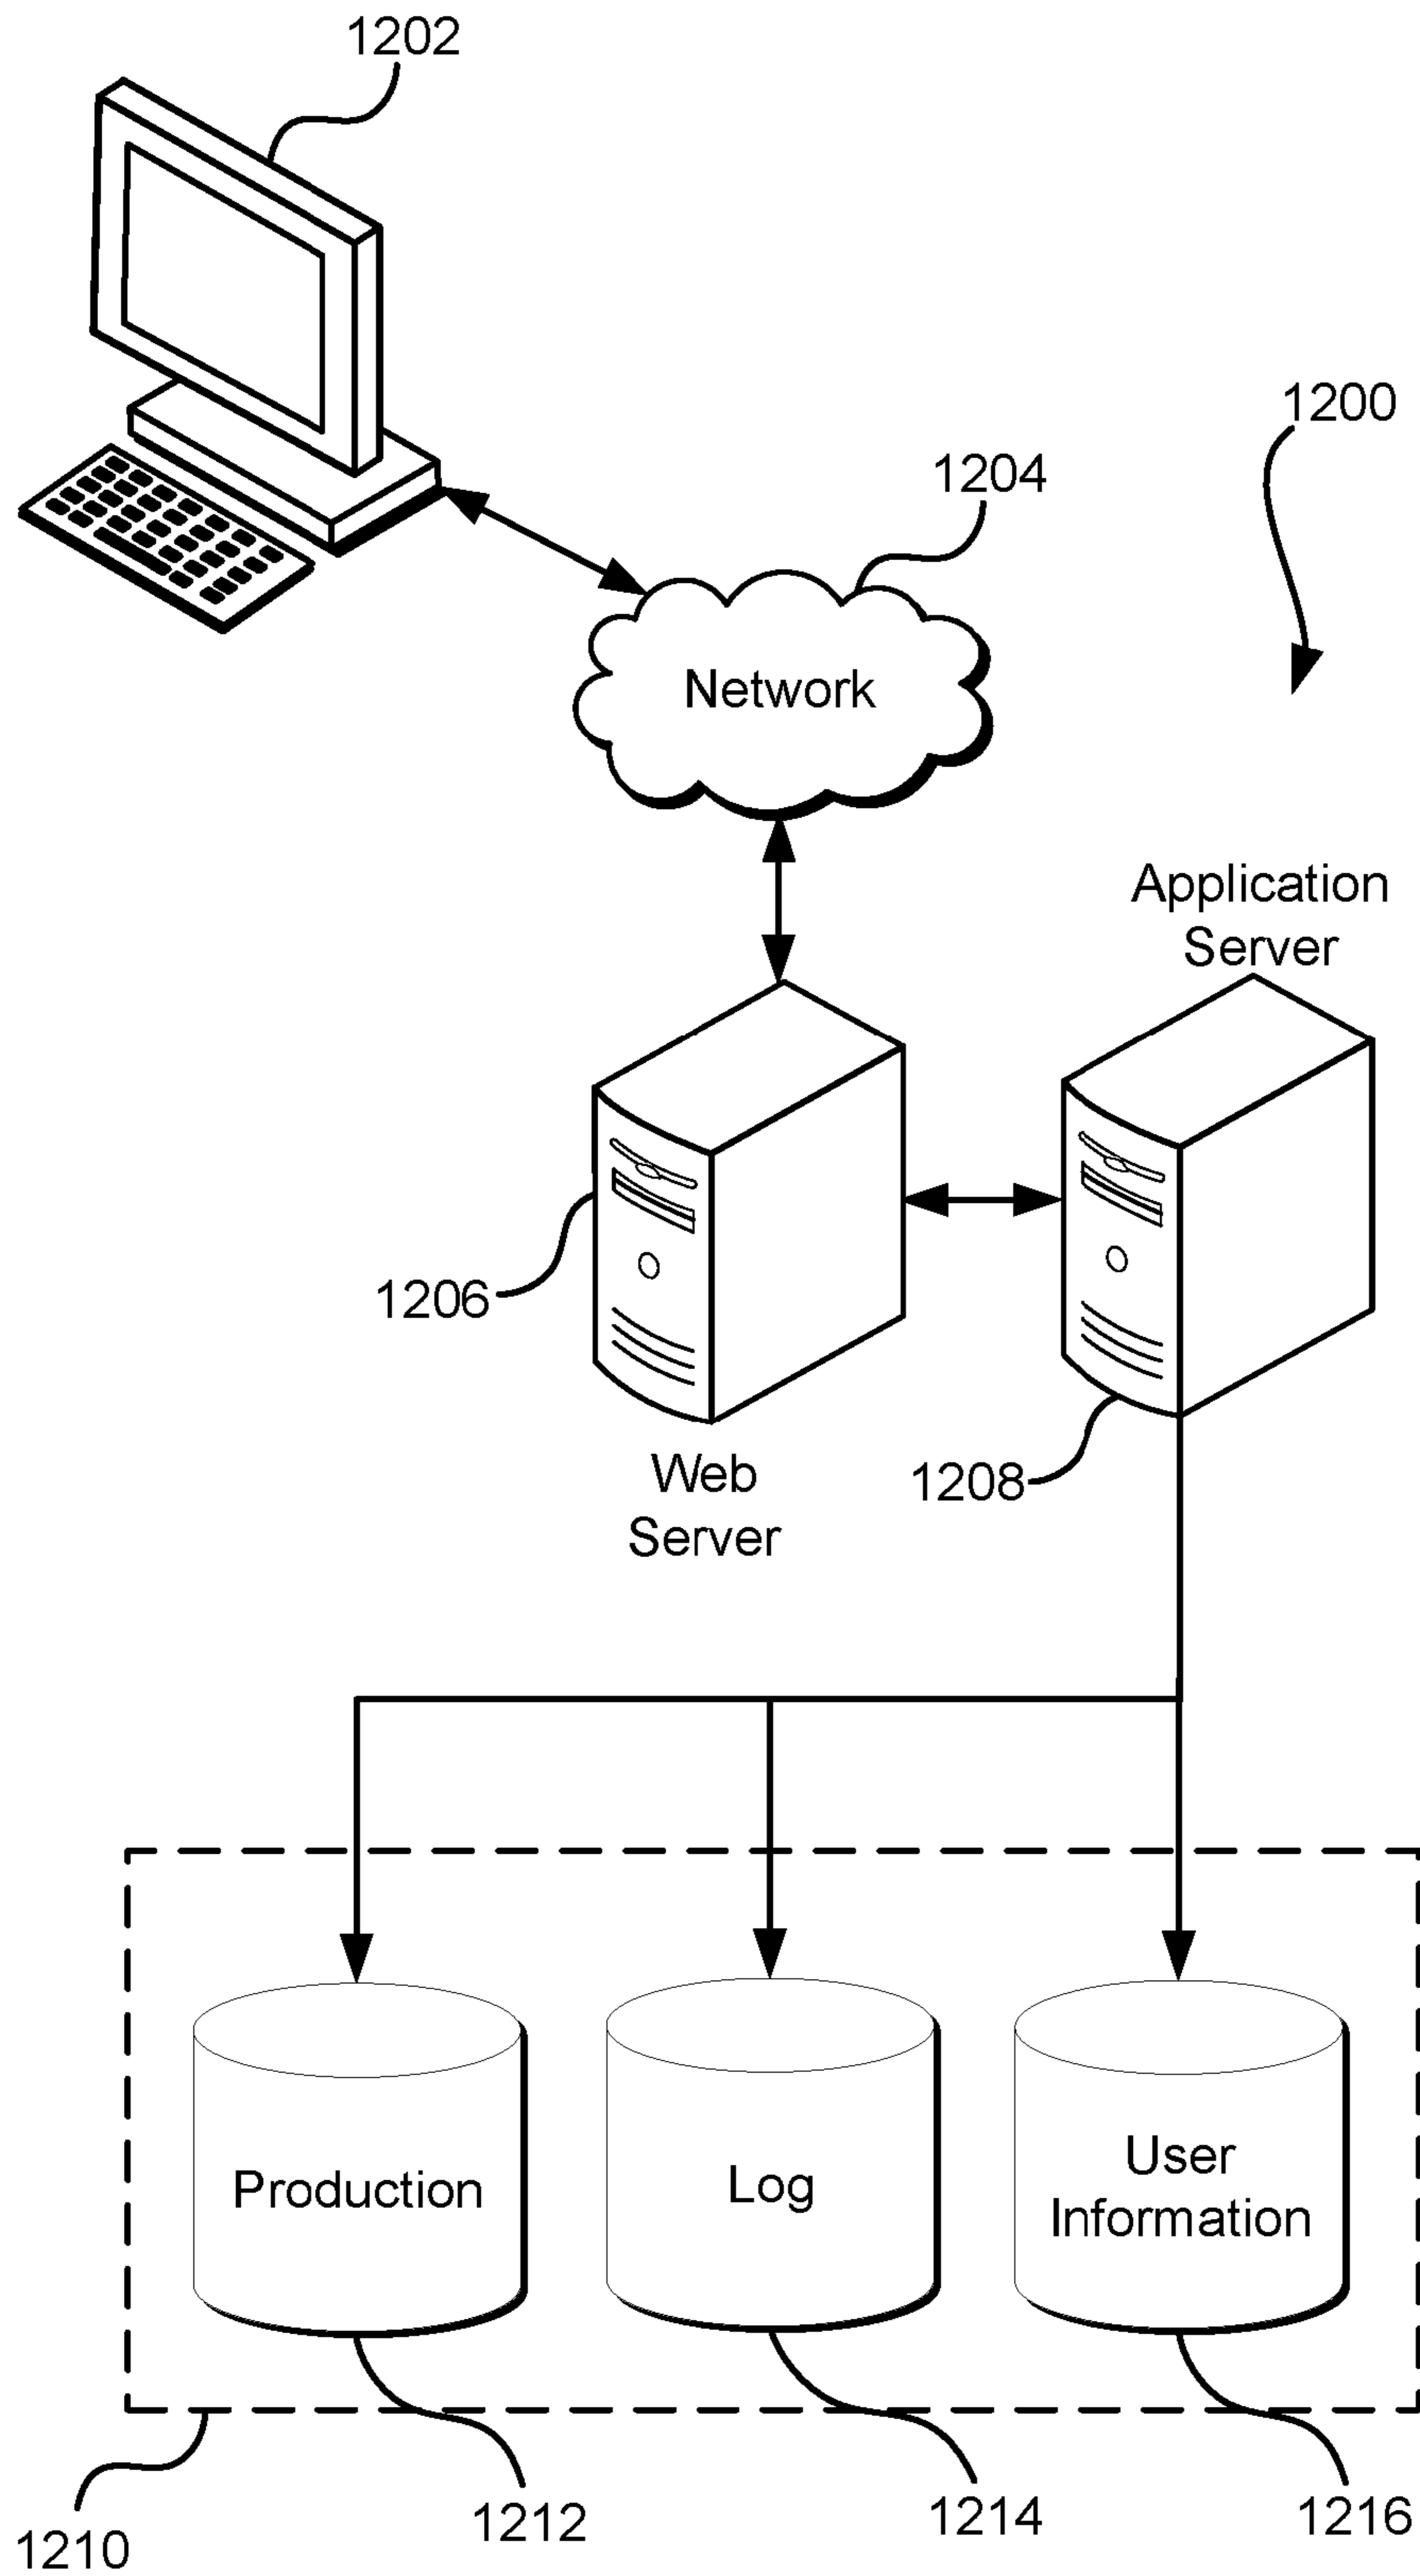 1202
1200
1204
Network
Application
Server
1206
Web
Server
1208
Production
Log
User
Information
1210
1212
1214
1216